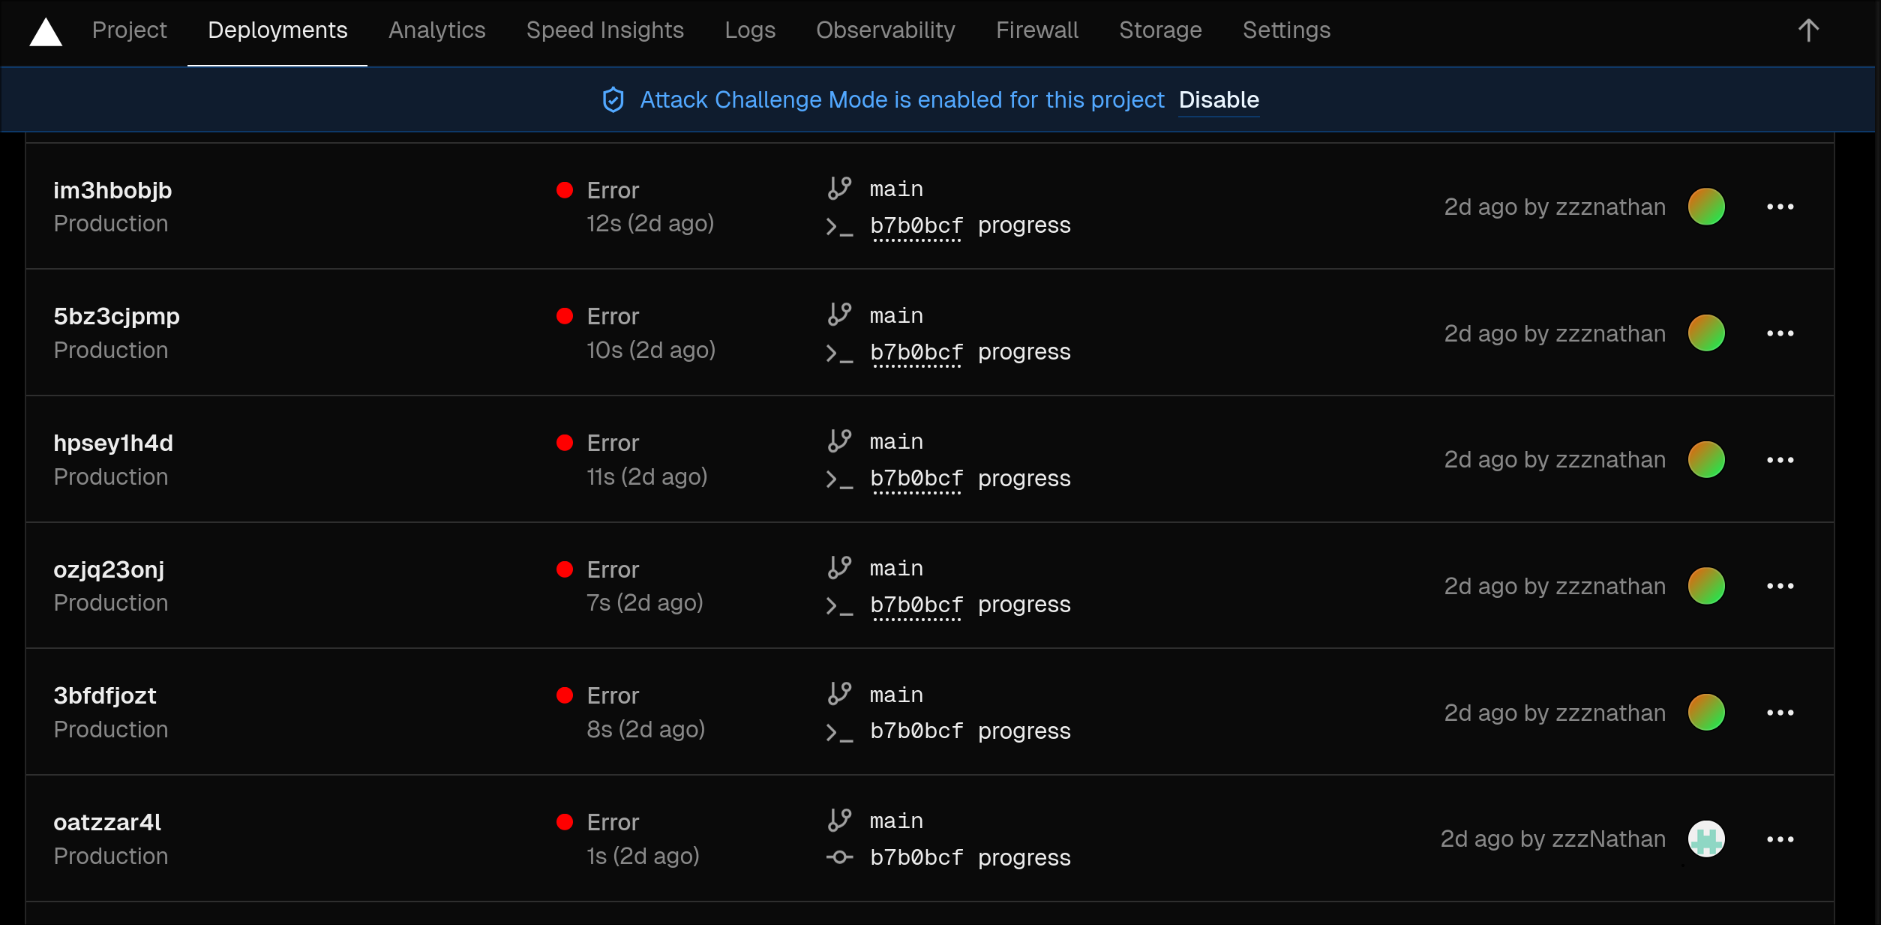 Project Deployments Analytics Speed Insights Logs Observability Firewall Storage Settings
Attack Challenge Mode is enabled for this project Disable
im3hbobjb Error main 2d ago by zzznathan
Production 12s (2d ago) b7b0bcf progress
5bz3cjpmp Error main 2d ago by zzznathan
Production 10s (2d ago) b7b0bcf progress
hpsey1h4d Error main 2d ago by zzznathan
Production 11s (2d ago) b7b0bcf progress
ozjq23onj Error main 2d ago by zzznathan
Production 7s (2d ago) b7b0bcf progress
3bfdfjozt Error main 2d ago by zzznathan
Production 8s (2d ago) b7b0bcf progress
oatzzar4l Error main 2d ago by zzzNathan
Production 1s (2d ago) b7b0bcf progress